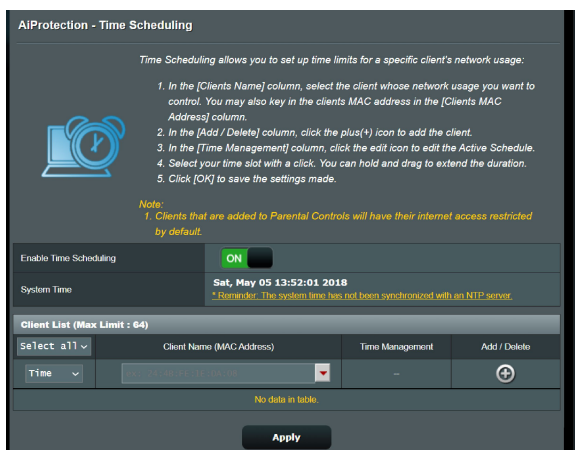 AiProtection - Time Scheduling
Time Scheduling allows you to set up time limits for a specific client's network usage:
1. In the [Clients Name] column, select the client whose network usage you want to
control. You may also key in the clients MAC address in the [Clients MAC
Address] column.
2. In the [Add / Delete] column, click the plus(+) icon to add the client.
3. In the [Time Management] column, click the edit icon to edit the Active Schedule.
4. Select your time slot with a click. You can hold and drag to extend the duration.
5. Click [OK] to save the settings made.
Note:
1. Clients that are added to Parental Controls will have their internet access restricted
by default.
Enable Time Scheduling ON
System Time Sat, May 05 13:52:01 2018
* Reminder: The system time has not been synchronized with an NTP server.
Client List (Max Limit : 64)
Select all Client Name (MAC Address) Time Management Add / Delete
Time --
No data in table.
Apply